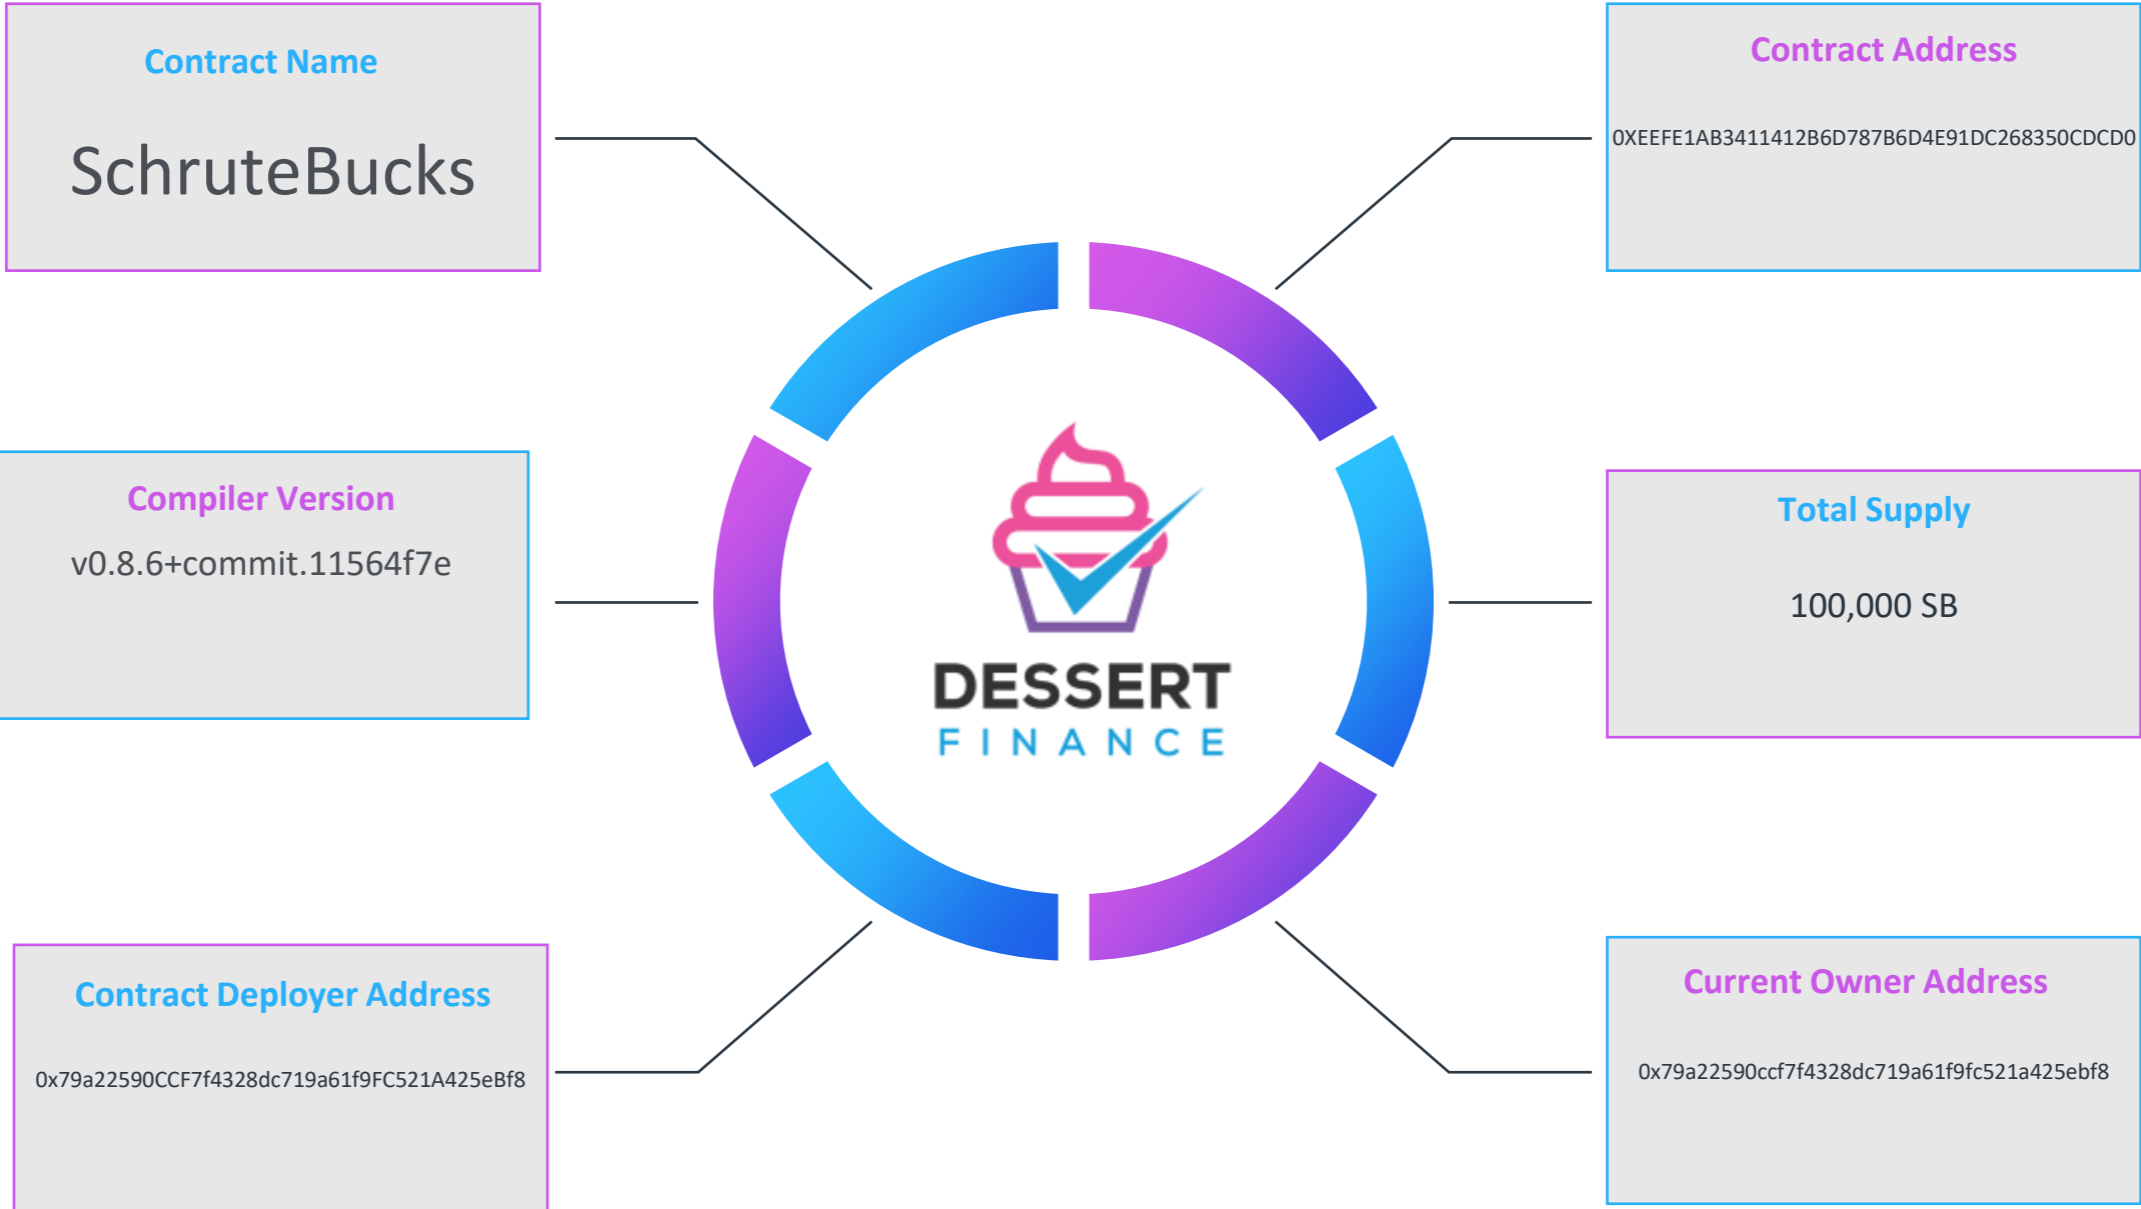 Contract Name
SchruteBucks
Contract Address
0XEEFE1AB3411412B6D787B6D4E91DC268350CDCD0
Compiler Version
v0.8.6+commit.11564f7e
Total Supply
100,000 SB
DESSERT
FINANCE
Contract Deployer Address
0x79a22590CCF7f4328dc719a61f9FC521A425eBf8
Current Owner Address
0x79a22590ccf7f4328dc719a61f9fc521a425ebf8